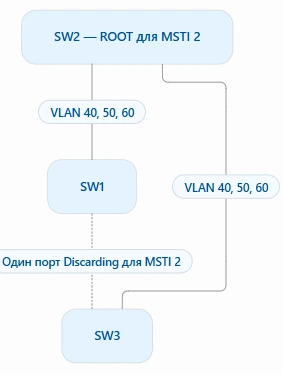 SW2 — ROOT для MSTI 2
VLAN 40, 50, 60
SW1
VLAN 40, 50, 60
Один порт Discarding для MSTI 2
SW3